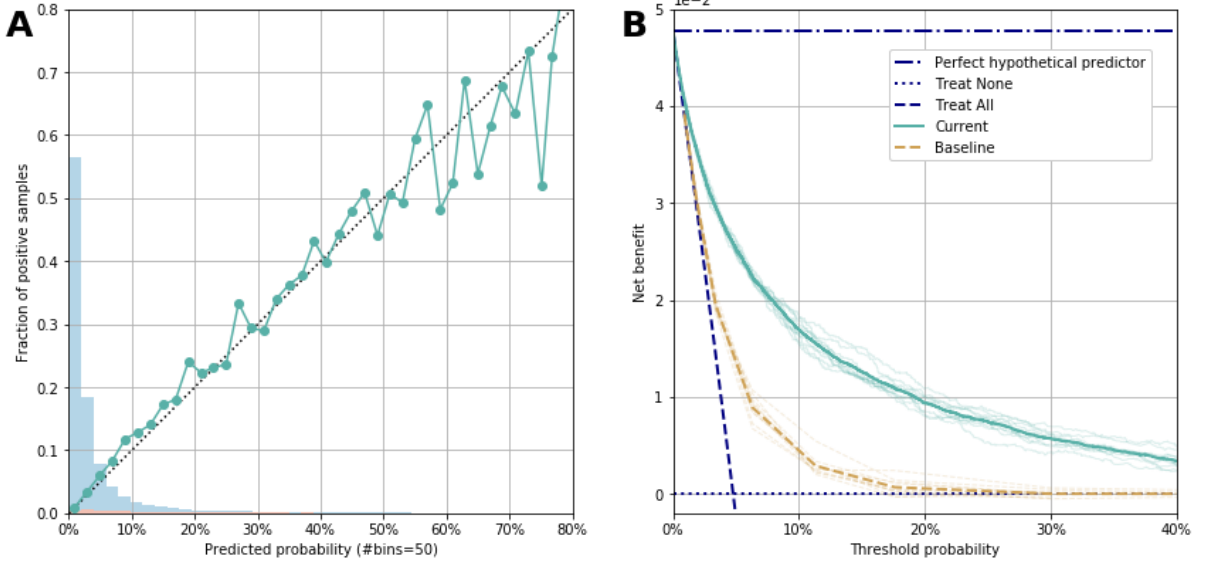 A
0.8
0.7
0.6
0.5
0.4
0.3
0.2
0.1
0.0
Fraction of positive samples
0% 10% 20% 30% 40% 50% 60% 70% 80%
Predicted probability (#bins=50)
B
1e−2
5
4
3
2
1
0
Net benefit
Perfect hypothetical predictor
Treat None
Treat All
Current
Baseline
0% 10% 20% 30% 40%
Threshold probability